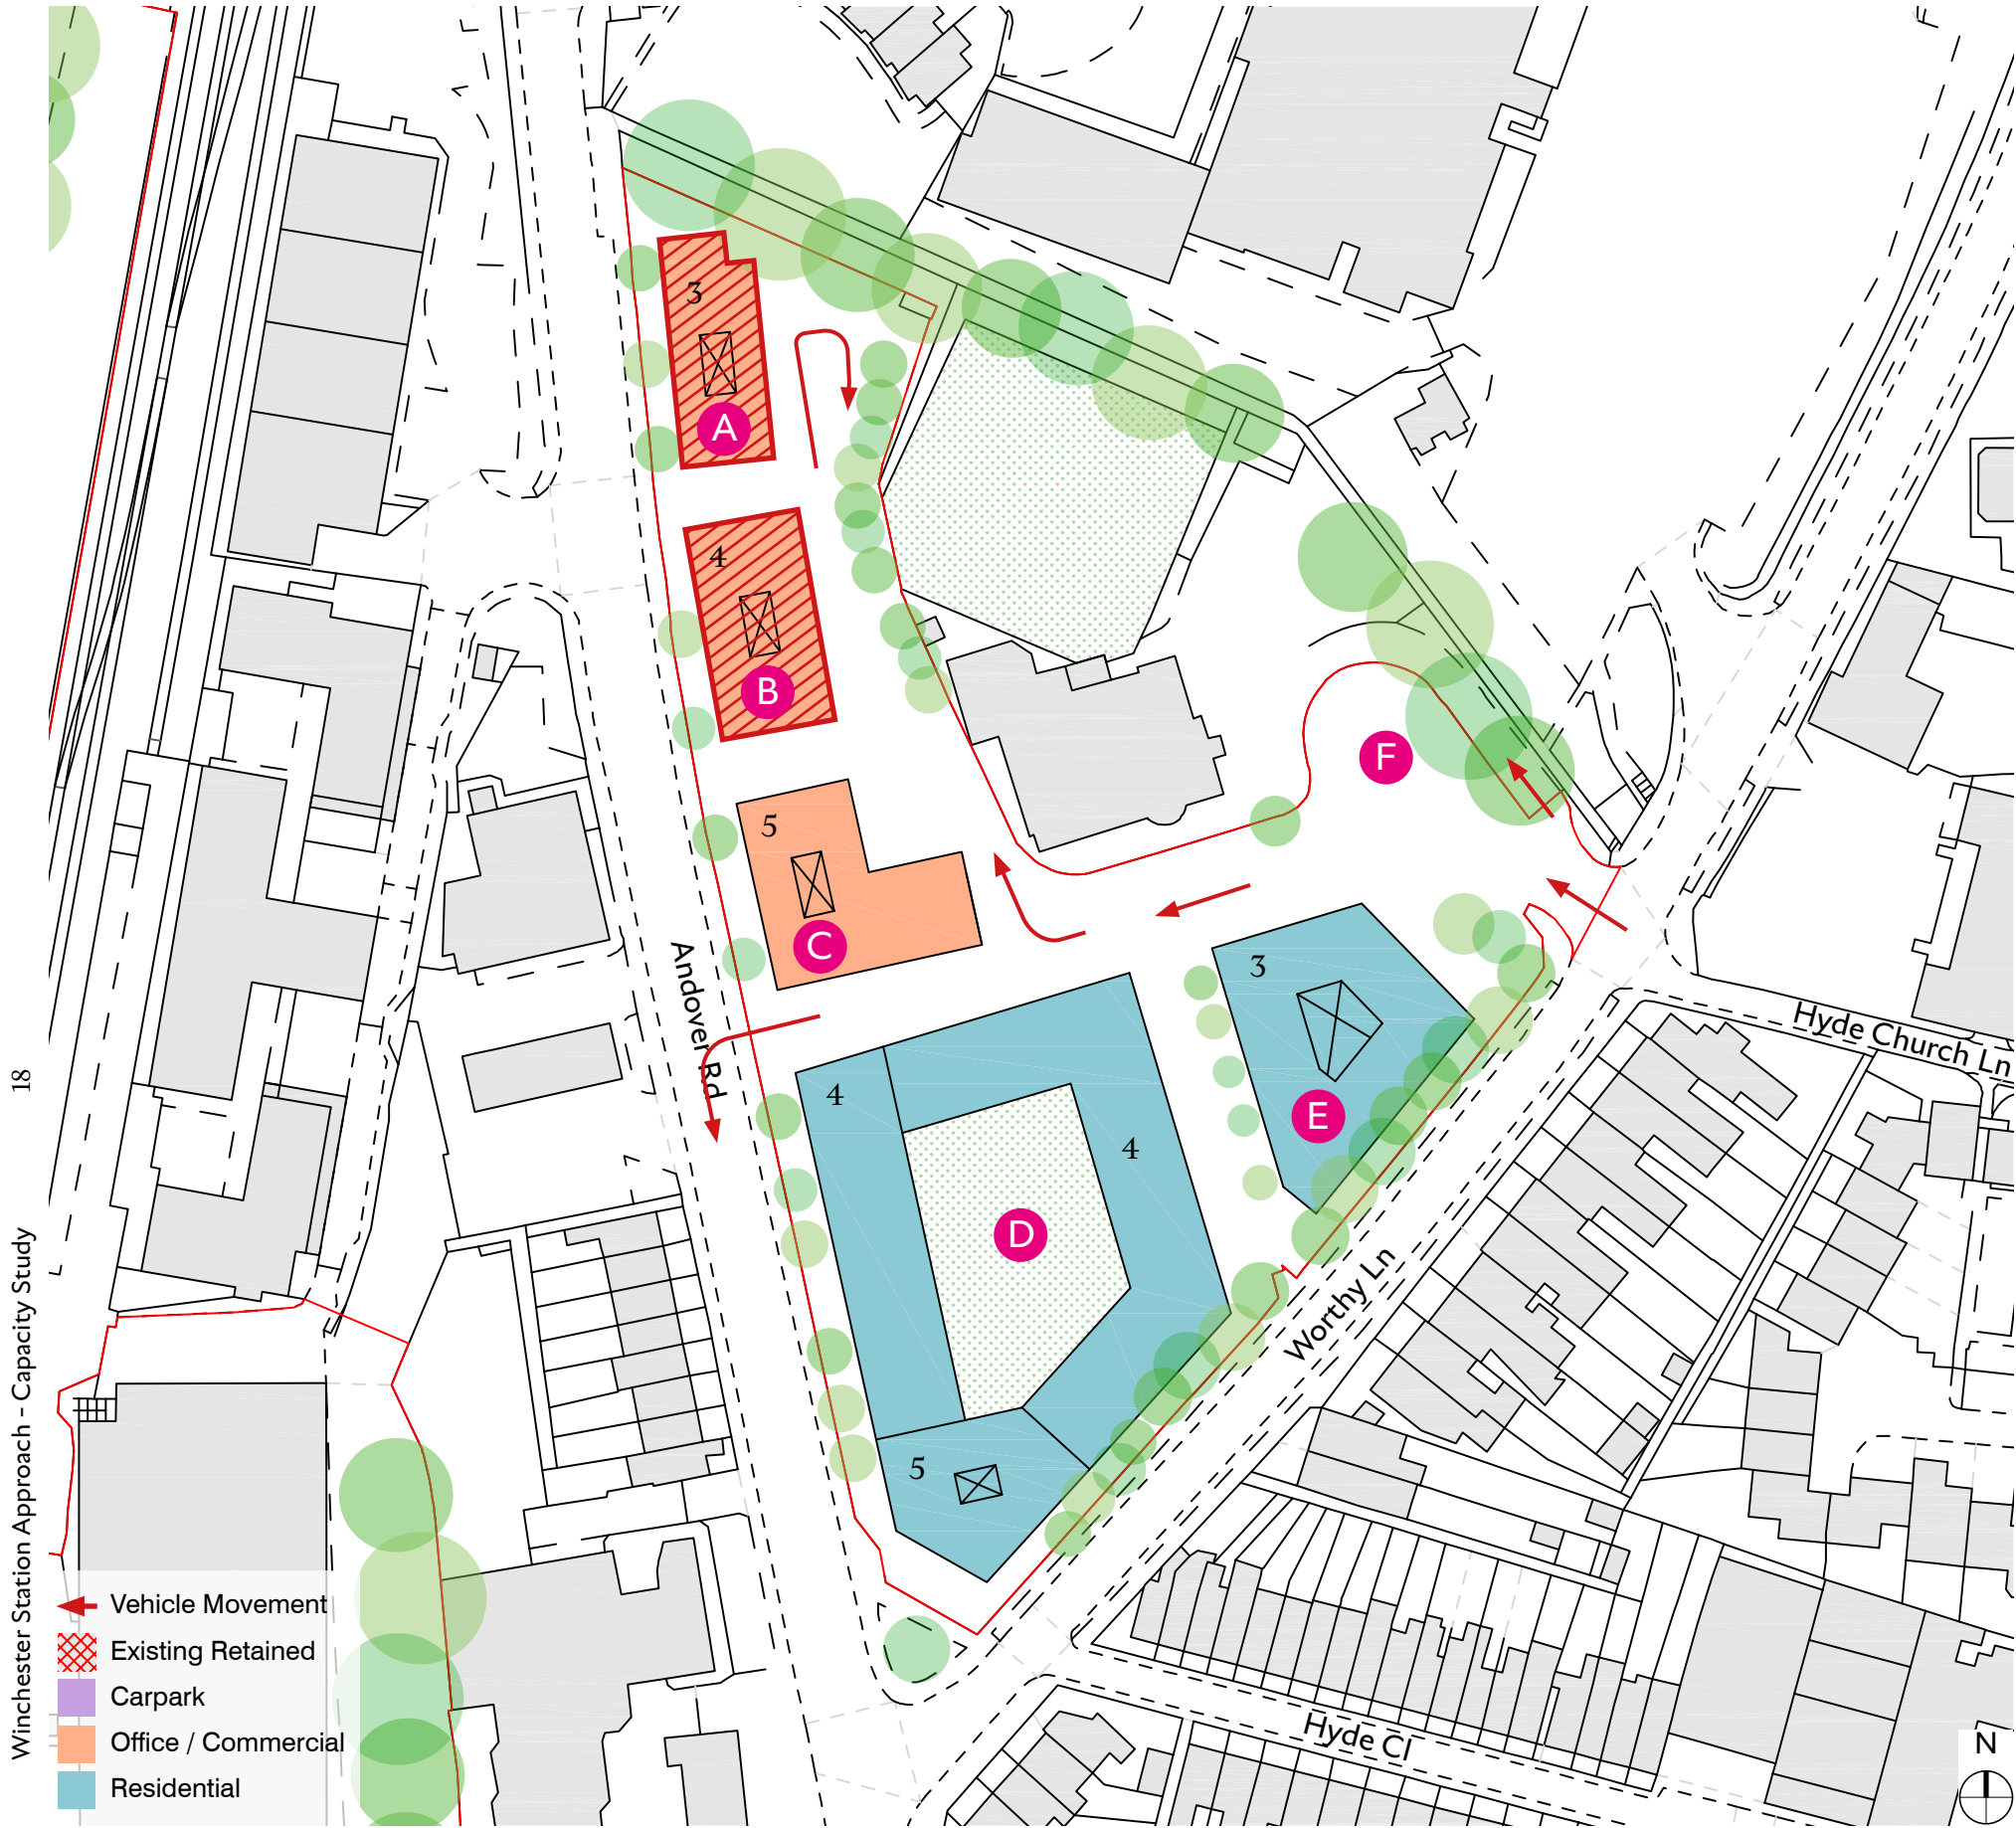 3
A
4
B
F
5
C
3
Hyde Church Ln
Andover Rd
18
4
E
4
D
Winchester Station Approach - Capacity Study
Worthy Ln
5
Vehicle Movement
Existing Retained
Carpark
Office / Commercial
Residential
Hyde Cl
N